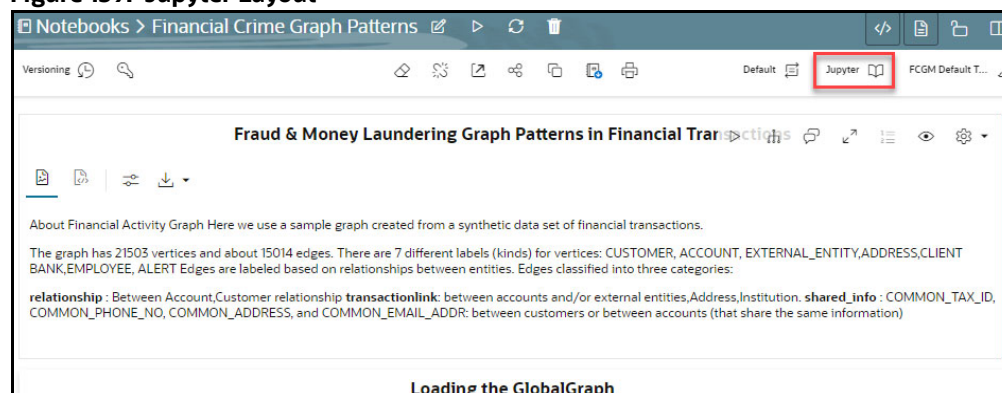 Figure 137: Jupyter Layout
Notebooks > Financial Crime Graph Patterns
Versioning
Default
Jupyter
FCGM Default T...
Fraud & Money Laundering Graph Patterns in Financial Transactions
About Financial Activity Graph Here we use a sample graph created from a synthetic data set of financial transactions.
The graph has 21503 vertices and about 15014 edges. There are 7 different labels (kinds) for vertices: CUSTOMER, ACCOUNT, EXTERNAL_ENTITY,ADDRESS,CLIENT
BANK,EMPLOYEE, ALERT Edges are labeled based on relationships between entities. Edges classified into three categories:
relationship : Between Account,Customer relationship transactionlink: between accounts and/or external entities,Address,Institution. shared_info : COMMON_TAX_ID,
COMMON_PHONE_NO, COMMON_ADDRESS, and COMMON_EMAIL_ADDR: between customers or between accounts (that share the same information)
Loading the GlobalGraph